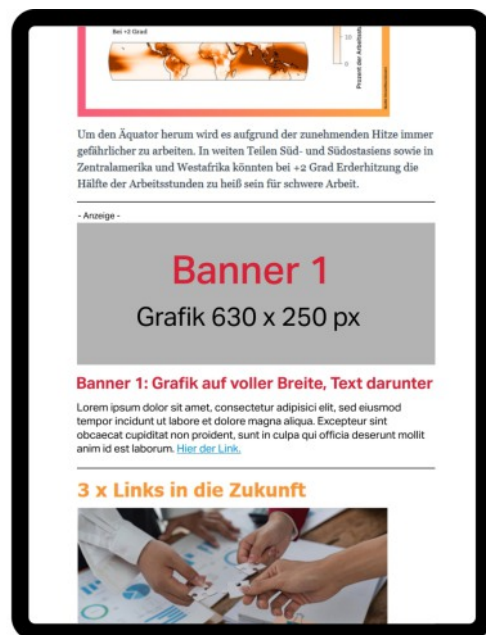 Bei +2 Grad
10
0
Prozent der Arbeitsstu
Um den Äquator herum wird es aufgrund der zunehmenden Hitze immer
gefährlicher zu arbeiten. In weiten Teilen Süd- und Südostasiens sowie in
Zentralamerika und Westafrika könnten bei +2 Grad Erderhitzung die
Hälfte der Arbeitsstunden zu heiß sein für schwere Arbeit.
- Anzeige -
Banner 1
Grafik 630 x 250 px
Banner 1: Grafik auf voller Breite, Text darunter
Lorem ipsum dolor sit amet, consectetur adipisici elit, sed eiusmod
tempor incidunt ut labore et dolore magna aliqua. Excepteur sint
obcaecat cupiditat non proident, sunt in culpa qui officia deserunt mollit
anim id est laborum. Hier der Link.
3 x Links in die Zukunft